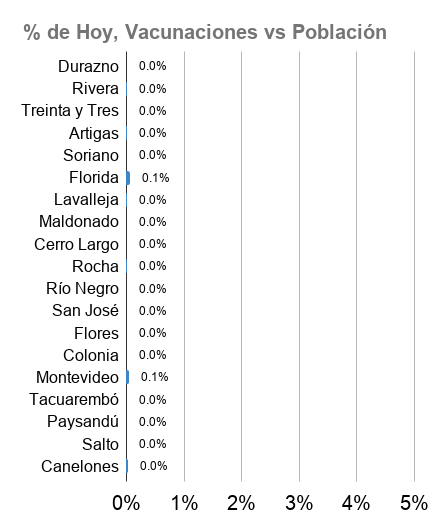 % de Hoy, Vacunaciones vs Población
Durazno 0.0%
Rivera 0.0%
Treinta y Tres 0.0%
Artigas 0.0%
Soriano 0.0%
Florida 0.1%
Lavalleja 0.0%
Maldonado 0.0%
Cerro Largo 0.0%
Rocha 0.0%
Río Negro 0.0%
San José 0.0%
Flores 0.0%
Colonia 0.0%
Montevideo 0.1%
Tacuarembó 0.0%
Paysandú 0.0%
Salto 0.0%
Canelones 0.0%
0% 1% 2% 3% 4% 5%